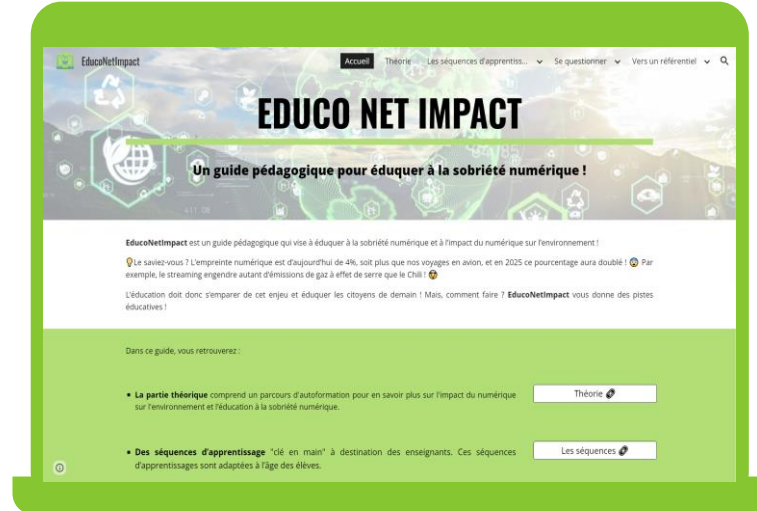 EducoNetImpact
Accueil Théorie Les séquences d'apprentiss... Se questionner Vers un référentiel
EDUCO NET IMPACT
Un guide pédagogique pour éduquer à la sobriété numérique !
EducoNetImpact est un guide pédagogique qui vise à éduquer à la sobriété numérique et à l'impact du numérique sur l'environnement !
💡Le saviez-vous ? L'empreinte numérique est d'aujourd'hui de 4%, soit plus que nos voyages en avion, et en 2025 ce pourcentage aura doublé ! 😨 Par
exemple, le streaming engendre autant d'émissions de gaz à effet de serre que le Chili ! 😲
L'éducation doit donc s'emparer de cet enjeu et éduquer les citoyens de demain ! Mais, comment faire ? EducoNetImpact vous donne des pistes
éducatives !
Dans ce guide, vous retrouverez :
▪ La partie théorique comprend un parcours d'autoformation pour en savoir plus sur l'impact du numérique
sur l'environnement et l'éducation à la sobriété numérique.
Théorie 🔗
▪ Des séquences d'apprentissage "clé en main" à destination des enseignants. Ces séquences
d'apprentissages sont adaptées à l'âge des élèves.
Les séquences 🔗